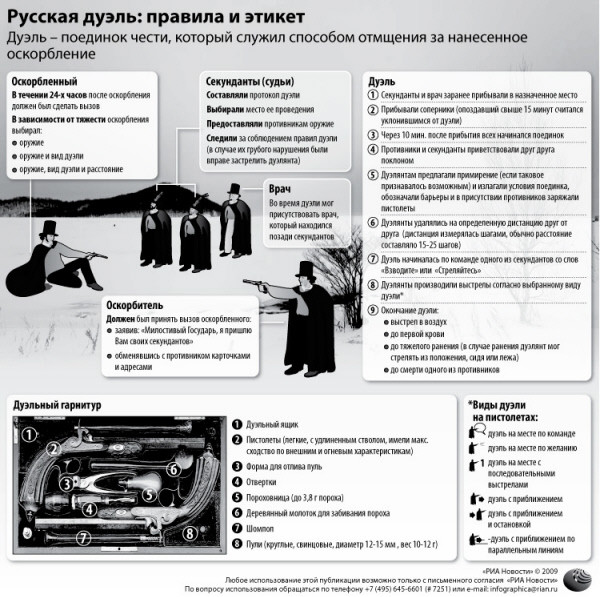 Русская дуэль: правила и этикет
Дуэль – поединок чести, который служил способом отмщения за нанесенное
оскорбление
Оскорбленный
В течении 24-х часов после оскорбления
должен был сделать вызов
В зависимости от тяжести оскорбления
выбирал:
оружие
оружие и вид дуэли
оружие, вид дуэли и расстояние
Секунданты (судьи)
Составляли протокол дуэли
Выбирали место ее проведения
Предоставляли противникам оружие
Следили за соблюдением правил дуэли
(в случае их грубого нарушения были
вправе застрелить дуэлянта)
Врач
Во время дуэли мог
присутствовать врач,
который находился
позади секундантов
Оскорбитель
Должен был принять вызов оскорбленного:
заявив: «Милостивый Государь, я пришлю
Вам своих секундантов»
обменявшись с противником карточками
и адресами
Дуэль
1 Секунданты и врач заранее прибывали в назначенное место
2 Прибывали соперники (опоздавший свыше 15 минут считался
уклонившимся от дуэли)
3 Через 10 мин. после прибытия всех начинался поединок
4 Противники и секунданты приветствовали друг друга
поклоном
5 Дуэлянтам предлагали примирение (если таковое
признавалось возможным) и излагали условия поединка,
обозначали барьеры и в присутствии противников заряжали
пистолеты
6 Дуэлянты удалялись на определенную дистанцию друг от
друга (дистанция измерялась шагами, обычно расстояние
составляло 15-25 шагов)
7 Дуэль начиналась по команде одного из секундантов со слов
«Взводите» или «Стреляйтесь»
8 Дуэлянты производили выстрелы согласно выбранному виду
дуэли*
9 Окончание дуэли:
выстрел в воздух
до первой крови
до тяжелого ранения (в случае ранения дуэлянт мог
стрелять из положения, сидя или лежа)
до смерти одного из противников
Дуэльный гарнитур
1
2
3
4
5
6
7
8
1 Дуэльный ящик
2 Пистолеты (легкие, с удлиненным стволом, имели макс.
сходство по внешним и огневым характеристикам)
3 Форма для отлива пуль
4 Отвертки
5 Пороховница (до 3,8 г пороха)
6 Деревянный молоток для забивания пороха
7 Шомпол
8 Пули (круглые, свинцовые, диаметр 12-15 мм , вес 10-12 г)
*Виды дуэли
на пистолетах:
дуэль на месте по команде
дуэль на месте по желанию
дуэль на месте с
последовательными
выстрелами
дуэль с приближением
дуэль с приближением
и остановкой
-дуэль с приближением по
параллельным линиям
«РИА Новости» © 2009
Любое использование этой публикации возможно только с письменного согласия «РИА Новости»
По вопросу использования обращаться по телефону +7 (495) 645-6601 (# 7251) или e-mail: infographica@rian.ru